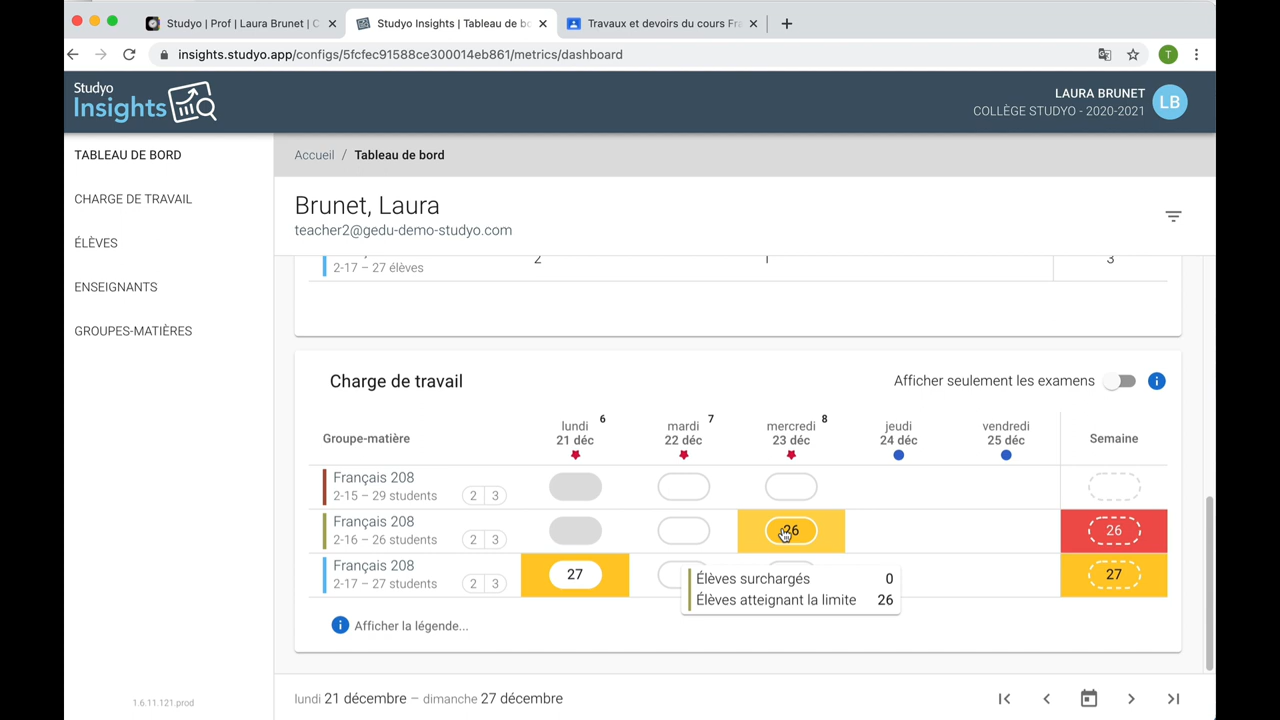 Studyo | Prof | Laura Brunet | C
Studyo Insights | Tableau de bo
Travaux et devoirs du cours Fra
insights.studyo.app/configs/5fcfec91588ce300014eb861/metrics/dashboard
T
Studyo
Insights
LAURA BRUNET
COLLÈGE STUDYO - 2020-2021
LB
TABLEAU DE BORD
CHARGE DE TRAVAIL
ÉLÈVES
ENSEIGNANTS
GROUPES-MATIÈRES
1.6.11.121.prod
Accueil / Tableau de bord
Brunet, Laura
teacher2@gedu-demo-studyo.com
2-17 – 27 élèves 2 1 3
Charge de travail
Afficher seulement les examens
Groupe-matière
lundi 6
21 déc
mardi 7
22 déc
mercredi 8
23 déc
jeudi
24 déc
vendredi
25 déc
Semaine
Français 208
2-15 – 29 students 2 3
Français 208
2-16 – 26 students 2 3
26 26
Français 208
2-17 – 27 students 2 3
27 27
Élèves surchargés 0
Élèves atteignant la limite 26
Afficher la légende...
lundi 21 décembre – dimanche 27 décembre